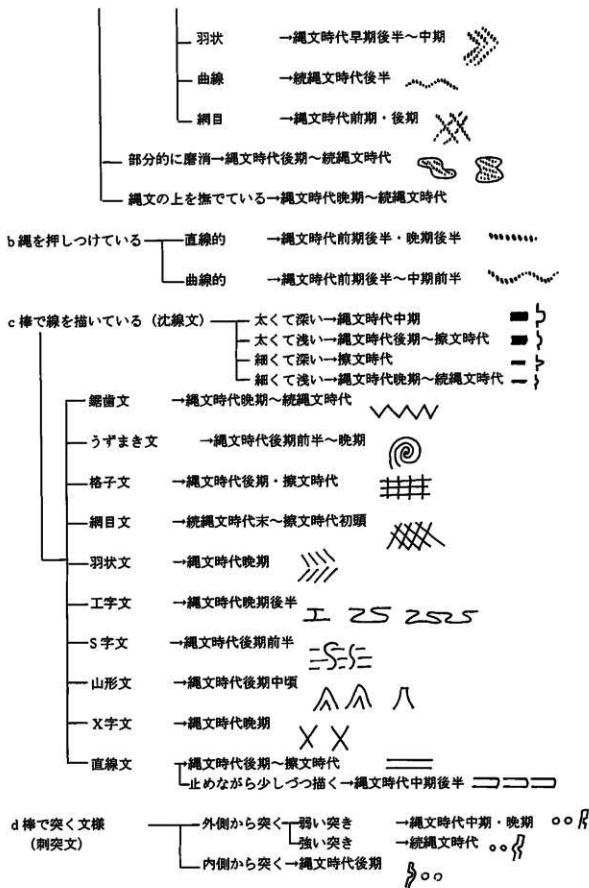 羽状 →縄文時代早期後半~中期
曲線 →続縄文時代後半
網目 →縄文時代前期・後期
部分的に磨消→縄文時代後期~続縄文時代
縄文の上を撫でている→縄文時代晩期~続縄文時代
b縄を押しつけている 直線的 →縄文時代前期後半・晩期後半
曲線的 →縄文時代前期後半~中期前半
c棒で線を描いている(沈線文) 太くて深い→縄文時代中期
太くて浅い→縄文時代後期~擦文時代
細くて深い→擦文時代
細くて浅い→縄文時代晩期~続縄文時代
鋸歯文 →縄文時代晩期~続縄文時代
うずまき文 →縄文時代後期前半~晩期
格子文 →縄文時代後期・擦文時代
網目文 →続縄文時代末~擦文時代初頭
羽状文 →縄文時代晩期
工字文 →縄文時代晩期後半
S字文 →縄文時代後期前半
山形文 →縄文時代後期中頃
X字文 →縄文時代晩期
直線文 →縄文時代後期~擦文時代
止めながら少しづつ描く→縄文時代中期後半
d棒で突く文様 外側から突く 弱い突き →縄文時代中期・晩期
(刺突文) 強い突き →続縄文時代
内側から突く→縄文時代後期